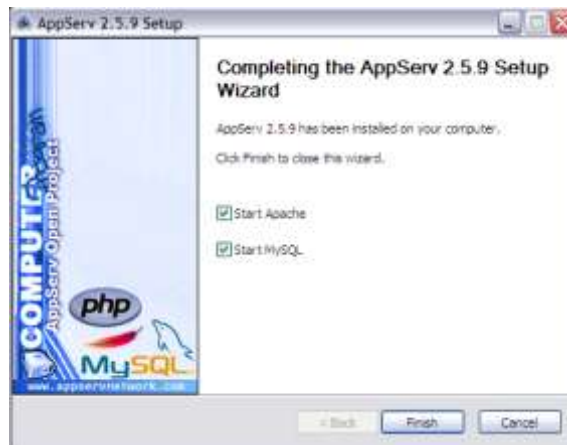 AppServ 2.5.9 Setup
Completing the AppServ 2.5.9 Setup
Wizard
AppServ 2.5.9 has been installed on your computer.
Click Finish to close this wizard.
Start Apache
Start MySQL
COMPUTER
AppServ Open Project
php
MySQL
www.appservnetwork.com
< Back
Finish
Cancel